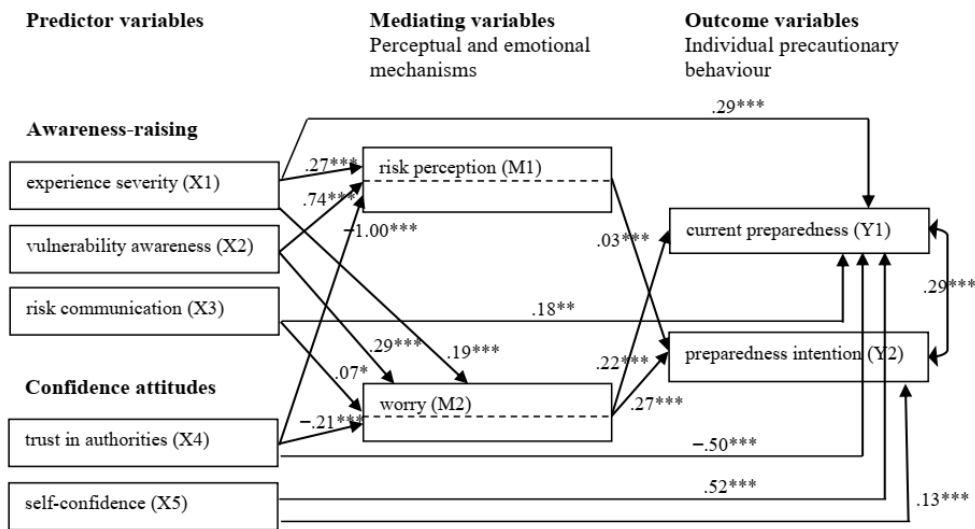 Predictor variables
Mediating variables
Perceptual and emotional
mechanisms
Outcome variables
Individual precautionary
behaviour
.29***
Awareness-raising
experience severity (X1)
.27***
risk perception (M1)
.74***
−1.00***
vulnerability awareness (X2)
.03***
current preparedness (Y1)
risk communication (X3)
.18**
.29***
.29***
.19***
.22***
preparedness intention (Y2)
Confidence attitudes
.07*
worry (M2)
.27***
−.21***
trust in authorities (X4)
−.50***
self-confidence (X5)
.52***
.13***